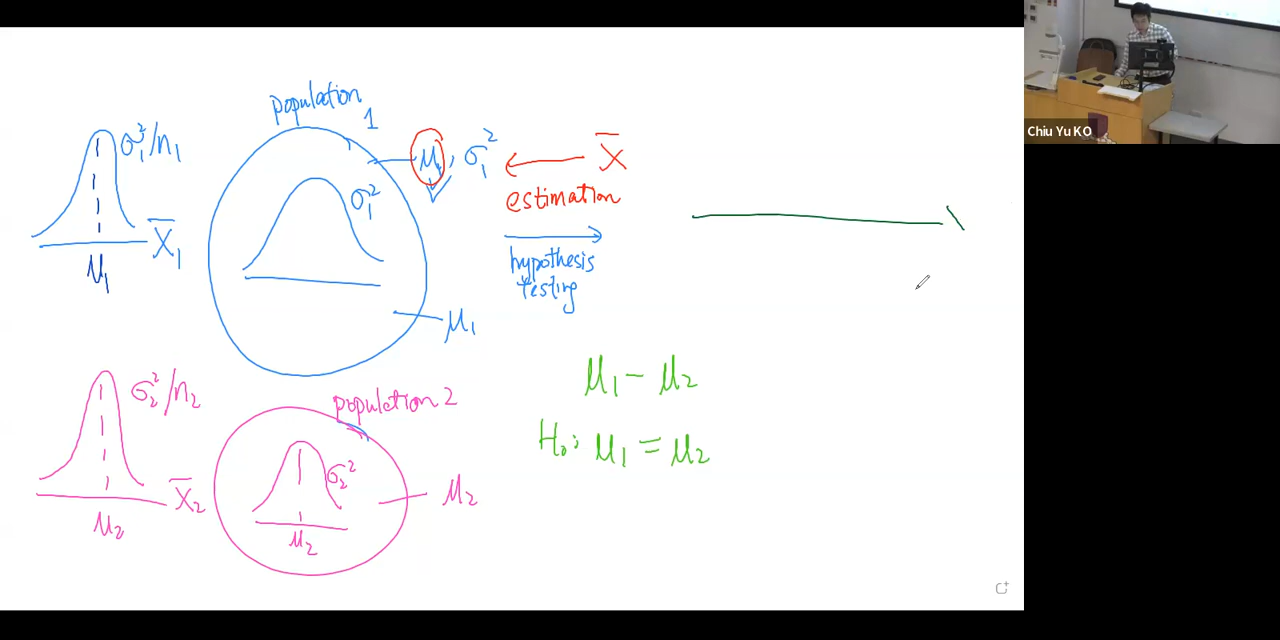 population 1
σ₁²/n₁
μ₁, σ₁²
X̄
σ₁²
estimation
X̄₁
μ₁
hypothesis
testing
μ₁
μ₁ - μ₂
H₀: μ₁ = μ₂
population 2
σ₂²/n₂
σ₂²
X̄₂
μ₂
μ₂
μ₂
Chiu Yu KO